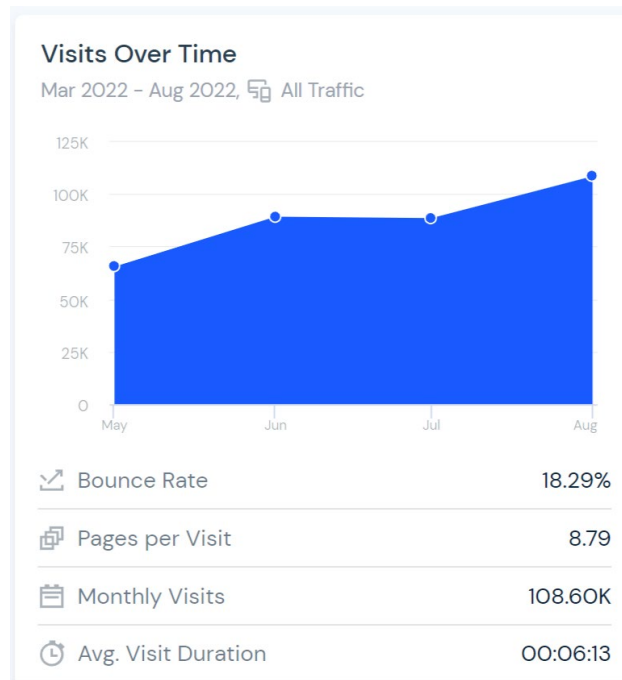 Visits Over Time
Mar 2022 - Aug 2022, All Traffic
125K
100K
75K
50K
25K
0
May Jun Jul Aug
Bounce Rate 18.29%
Pages per Visit 8.79
Monthly Visits 108.60K
Avg. Visit Duration 00:06:13